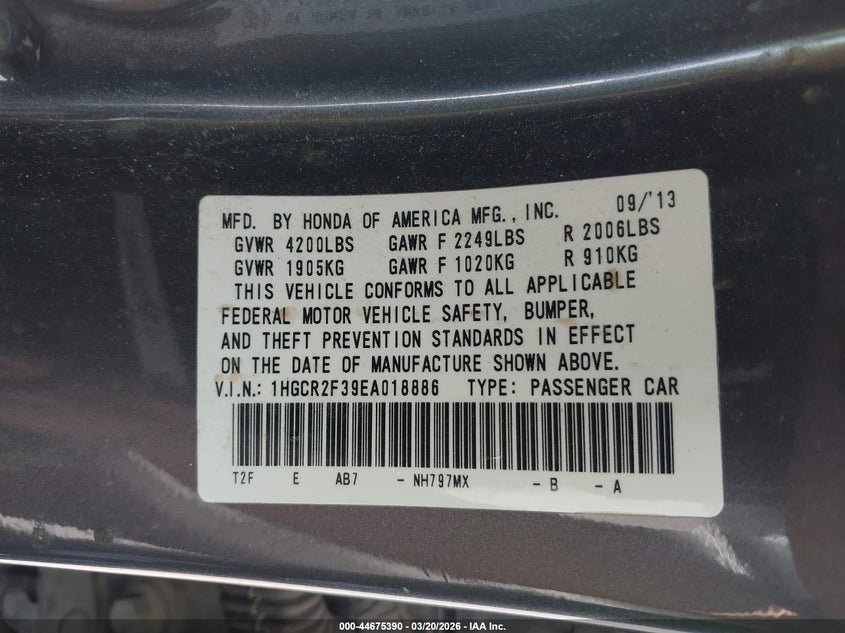 MFD. BY HONDA OF AMERICA MFG., INC. 09/'13
GVWR 4200LBS GAWR F 2249LBS R 2006LBS
GVWR 1905KG GAWR F 1020KG R 910KG
THIS VEHICLE CONFORMS TO ALL APPLICABLE
FEDERAL MOTOR VEHICLE SAFETY, BUMPER,
AND THEFT PREVENTION STANDARDS IN EFFECT
ON THE DATE OF MANUFACTURE SHOWN ABOVE.
V.I.N.: 1HGCR2F39EA018886 TYPE: PASSENGER CAR
T2F E AB7 - NH797MX - B - A
000-44675390 - 03/20/2026 - IAA Inc.